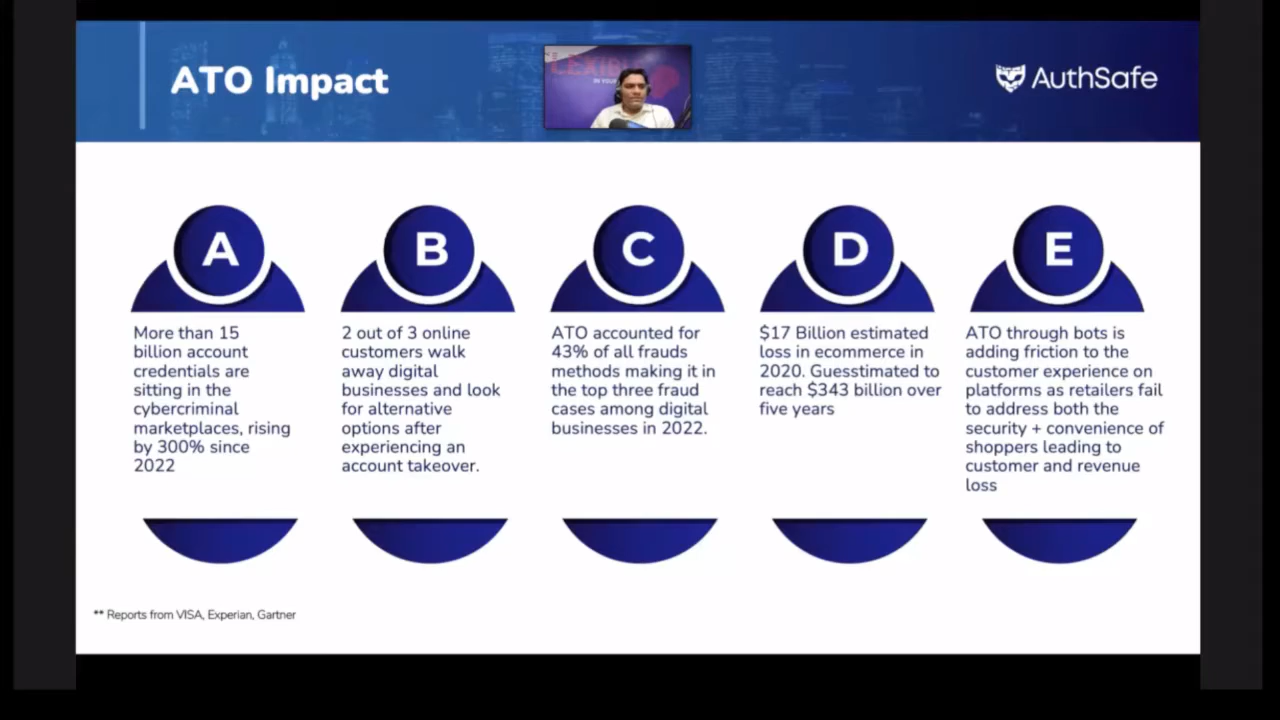 ATO Impact
IN YOUR
AuthSafe
A
B
C
D
E
More than 15
billion account
credentials are
sitting in the
cybercriminal
marketplaces, rising
by 300% since
2022
2 out of 3 online
customers walk
away digital
businesses and look
for alternative
options after
experiencing an
account takeover.
ATO accounted for
43% of all frauds
methods making it in
the top three fraud
cases among digital
businesses in 2022.
$17 Billion estimated
loss in ecommerce in
2020. Guesstimated to
reach $343 billion over
five years
ATO through bots is
adding friction to the
customer experience on
platforms as retailers fail
to address both the
security + convenience of
shoppers leading to
customer and revenue
loss
** Reports from VISA, Experian, Gartner